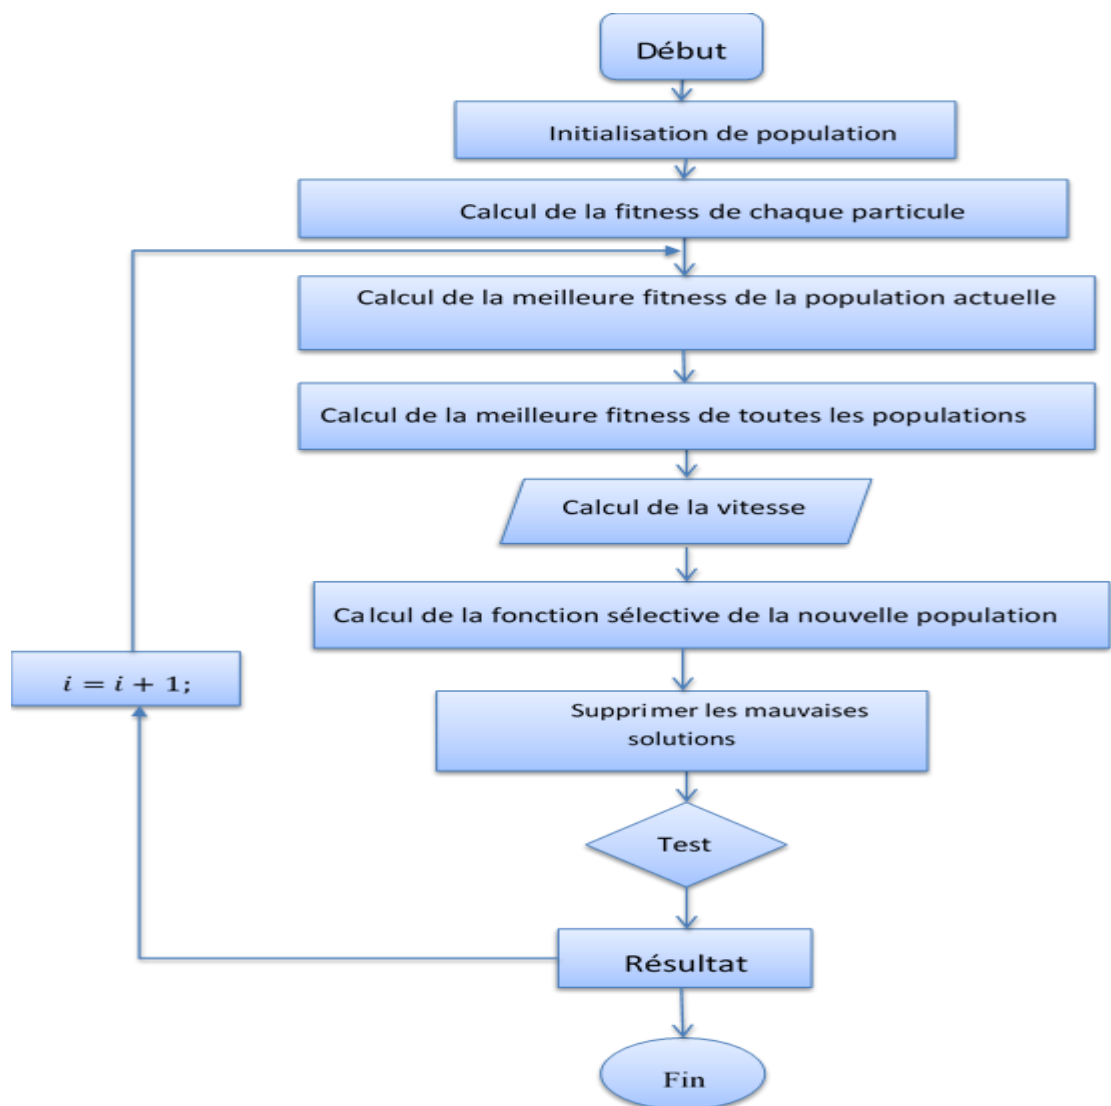 Début
Initialisation de population
Calcul de la fitness de chaque particule
Calcul de la meilleure fitness de la population actuelle
Calcul de la meilleure fitness de toutes les populations
Calcul de la vitesse
Calcul de la fonction sélective de la nouvelle population
i = i + 1;
Supprimer les mauvaises
solutions
Test
Résultat
Fin